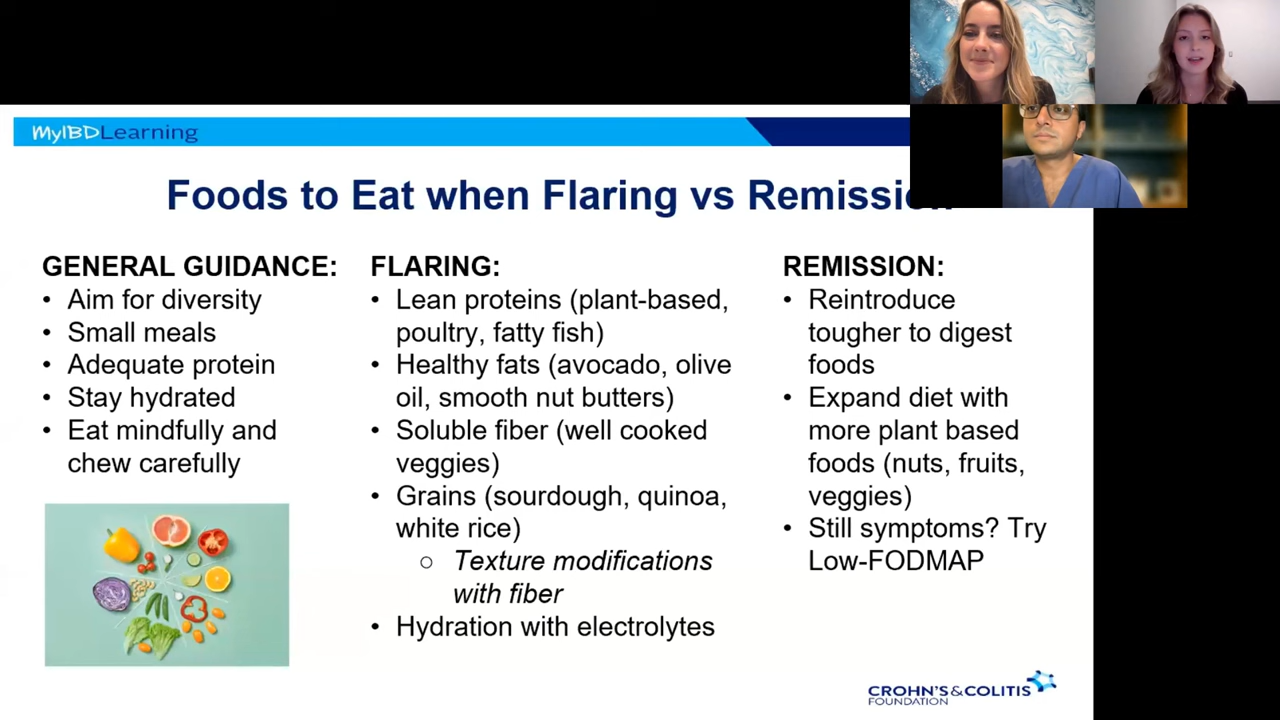 MyIBDLearning
Foods to Eat when Flaring vs Remission
GENERAL GUIDANCE:
• Aim for diversity
• Small meals
• Adequate protein
• Stay hydrated
• Eat mindfully and
chew carefully
FLARING:
• Lean proteins (plant-based,
poultry, fatty fish)
• Healthy fats (avocado, olive
oil, smooth nut butters)
• Soluble fiber (well cooked
veggies)
• Grains (sourdough, quinoa,
white rice)
○ Texture modifications
with fiber
• Hydration with electrolytes
REMISSION:
• Reintroduce
tougher to digest
foods
• Expand diet with
more plant based
foods (nuts, fruits,
veggies)
• Still symptoms? Try
Low-FODMAP
CROHN'S&COLITIS
FOUNDATION